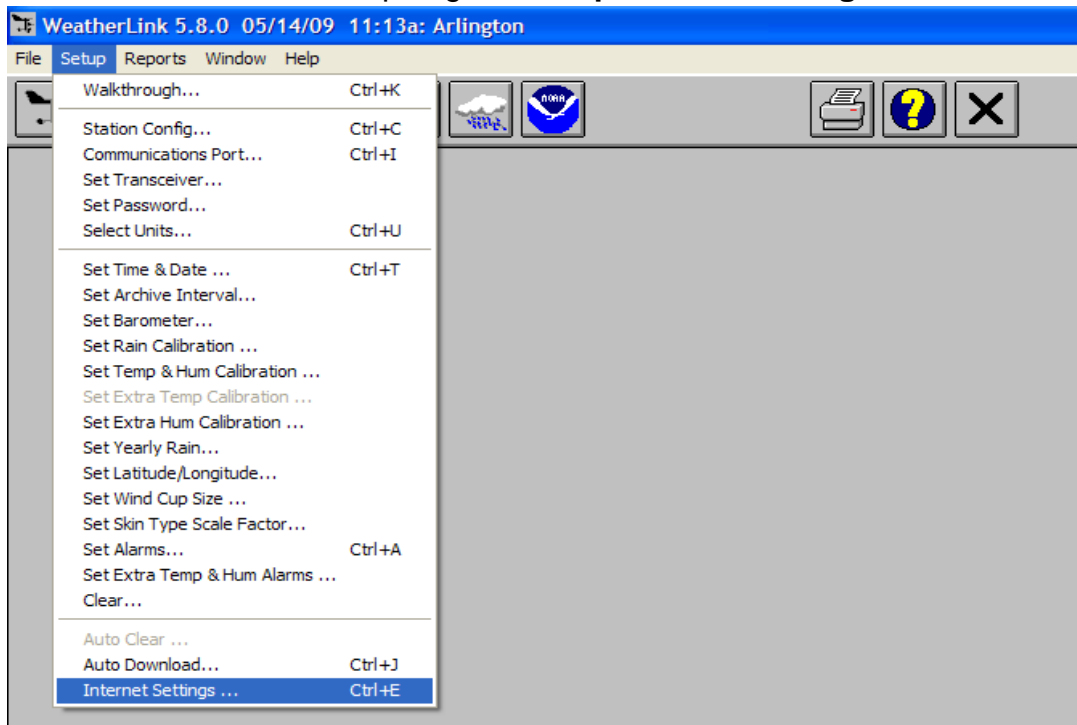 WeatherLink 5.8.0 05/14/09 11:13a: Arlington
File Setup Reports Window Help
Walkthrough... Ctrl+K
NOAA
Station Config... Ctrl+C
Communications Port... Ctrl+I
Set Transceiver...
Set Password...
Select Units... Ctrl+U
Set Time & Date ... Ctrl+T
Set Archive Interval...
Set Barometer...
Set Rain Calibration ...
Set Temp & Hum Calibration ...
Set Extra Temp Calibration ...
Set Extra Hum Calibration ...
Set Yearly Rain...
Set Latitude/Longitude...
Set Wind Cup Size ...
Set Skin Type Scale Factor...
Set Alarms... Ctrl+A
Set Extra Temp & Hum Alarms ...
Clear...
Auto Clear ...
Auto Download... Ctrl+J
Internet Settings ... Ctrl+E